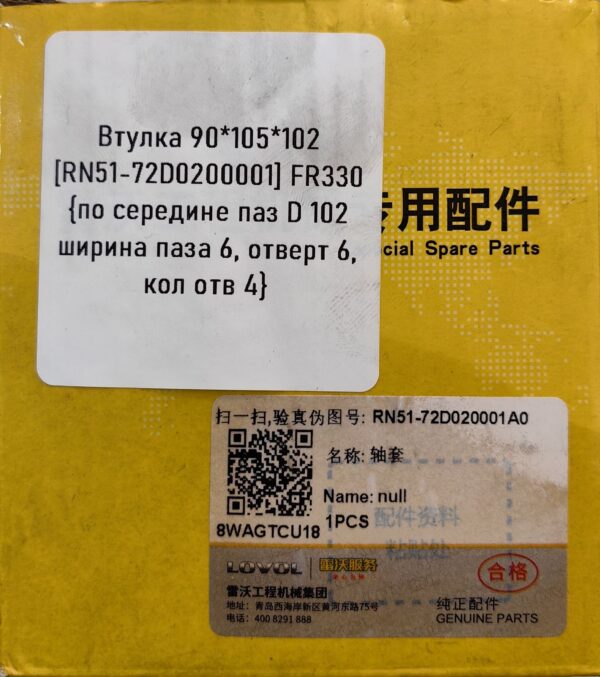 Втулка 90*105*102
[RN51-72D0200001] FR330
{по середине паз D 102
ширина паза 6, отверт 6,
кол отв 4}
专用配件
cial Spare Parts
扫一扫,验真伪图号: RN51-72D020001A0
名称: 轴套
Name: null
1PCS
配件资料
粘贴处
8WAGTCU18
LOVOL 雷沃服务
雷沃工程机械集团
地址: 青岛西海岸新区黄河东路75号
电话: 400 8291 888
合格
纯正配件
GENUINE PARTS